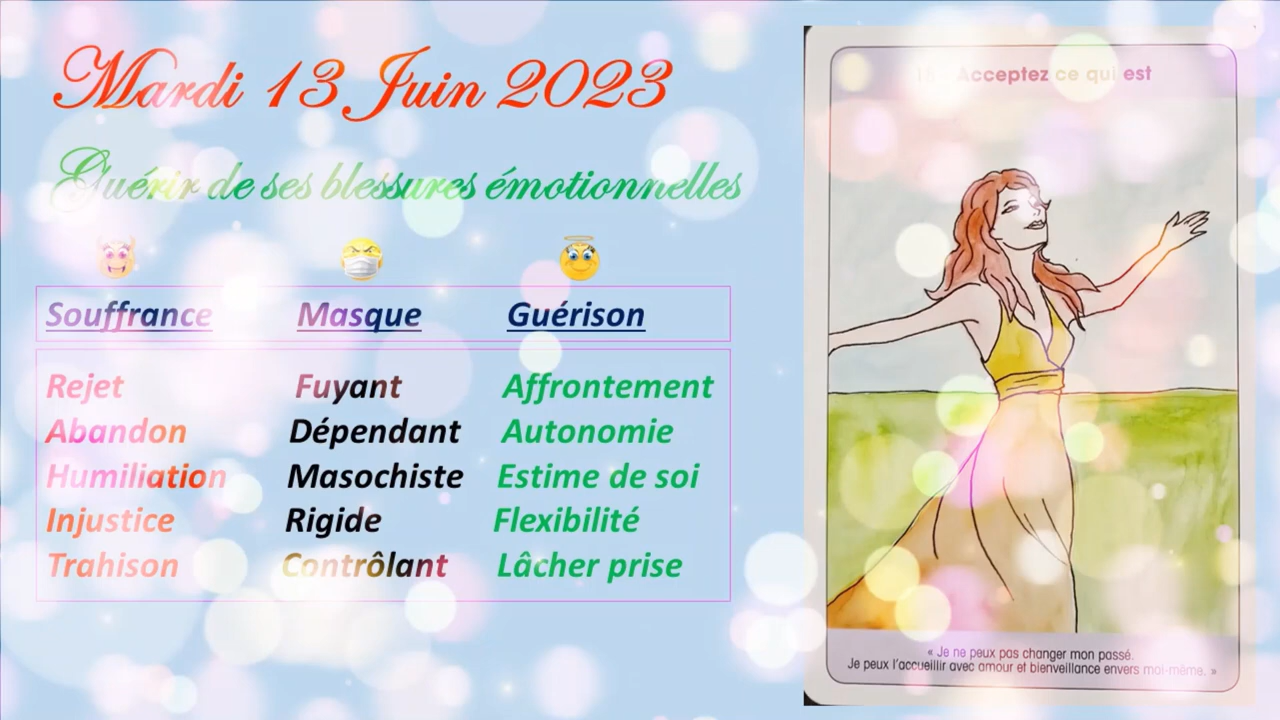 Mardi 13 Juin 2023
Guérir de ses blessures émotionnelles
Souffrance Masque Guérison
Rejet Fuyant Affrontement
Abandon Dépendant Autonomie
Humiliation Masochiste Estime de soi
Injustice Rigide Flexibilité
Trahison Contrôlant Lâcher prise
Acceptez ce qui est
« Je ne peux pas changer mon passé.
Je peux l'accueillir avec amour et bienveillance envers moi-même. »